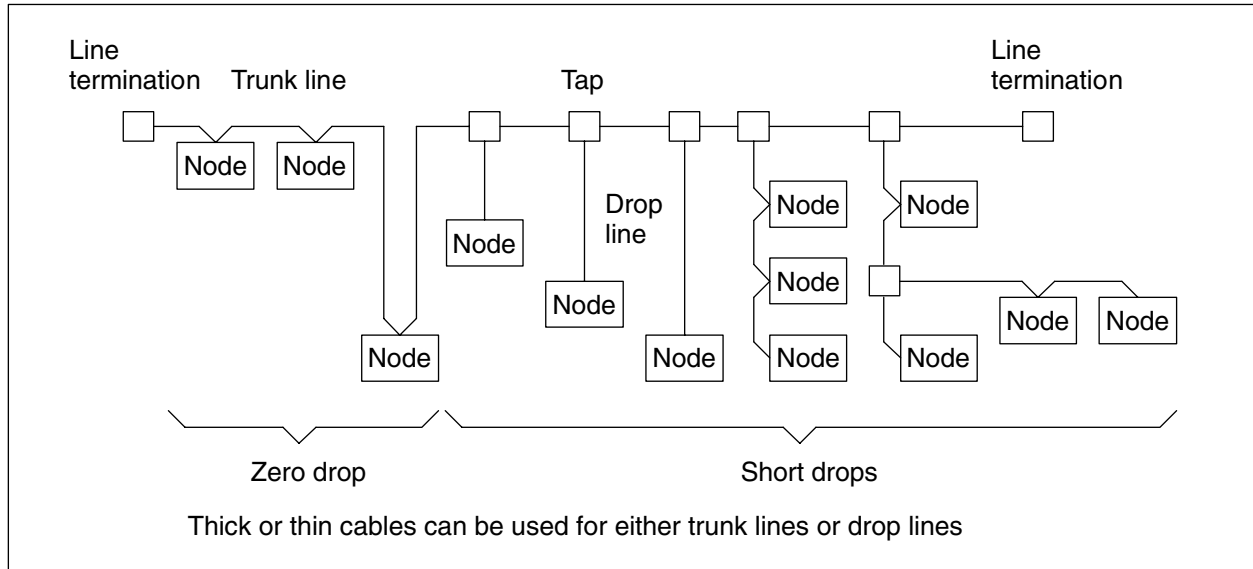 Line
termination
Trunk line
Tap
Line
termination
Node
Node
Node
Node
Node
Drop
line
Node
Node
Node
Node
Node
Node
Node
Node
Node
Zero drop
Short drops
Thick or thin cables can be used for either trunk lines or drop lines